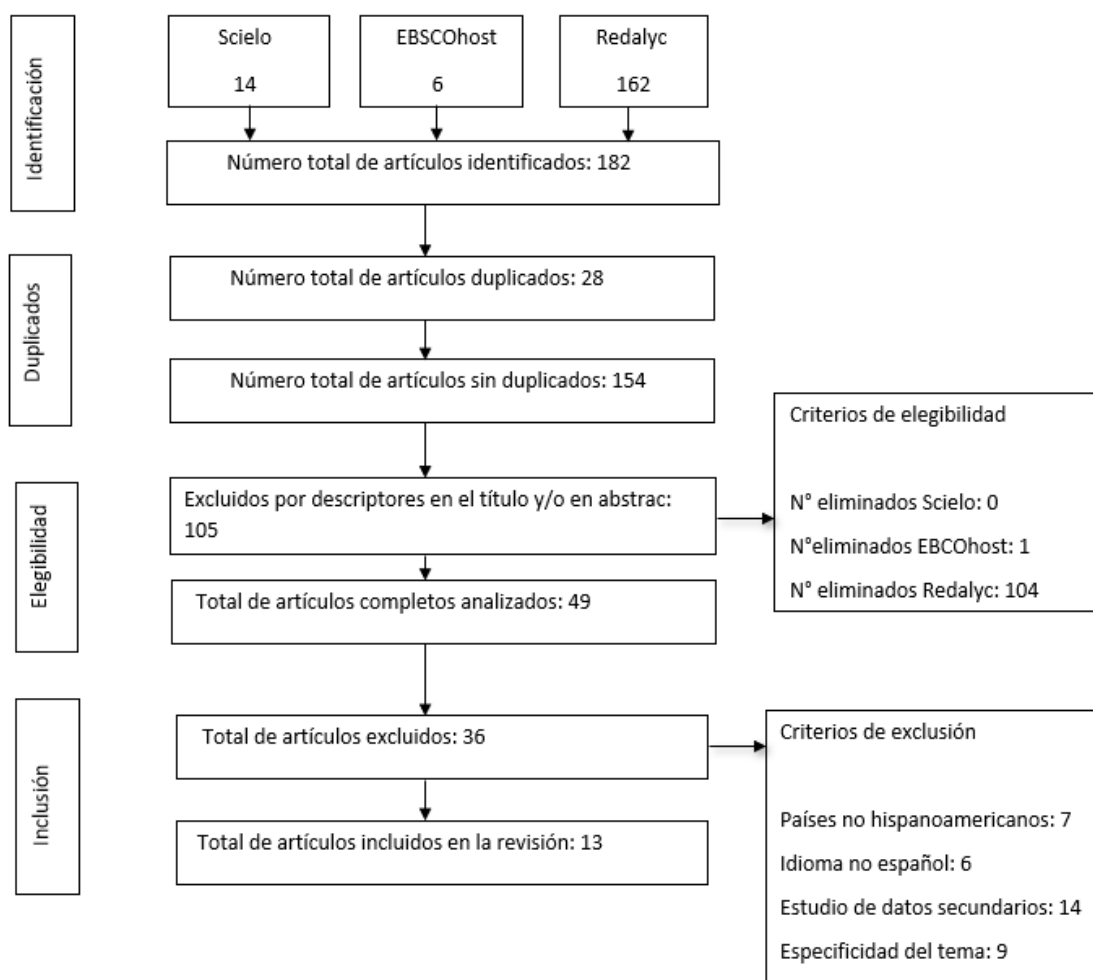 Identificación
Scielo
14
EBSCOhost
6
Redalyc
162
Número total de artículos identificados: 182
Duplicados
Número total de artículos duplicados: 28
Número total de artículos sin duplicados: 154
Elegibilidad
Excluidos por descriptores en el título y/o en abstrac:
105
Criterios de elegibilidad
N° eliminados Scielo: 0
N°eliminados EBCOhost: 1
N° eliminados Redalyc: 104
Total de artículos completos analizados: 49
Inclusión
Total de artículos excluidos: 36
Criterios de exclusión
Países no hispanoamericanos: 7
Idioma no español: 6
Estudio de datos secundarios: 14
Especificidad del tema: 9
Total de artículos incluidos en la revisión: 13